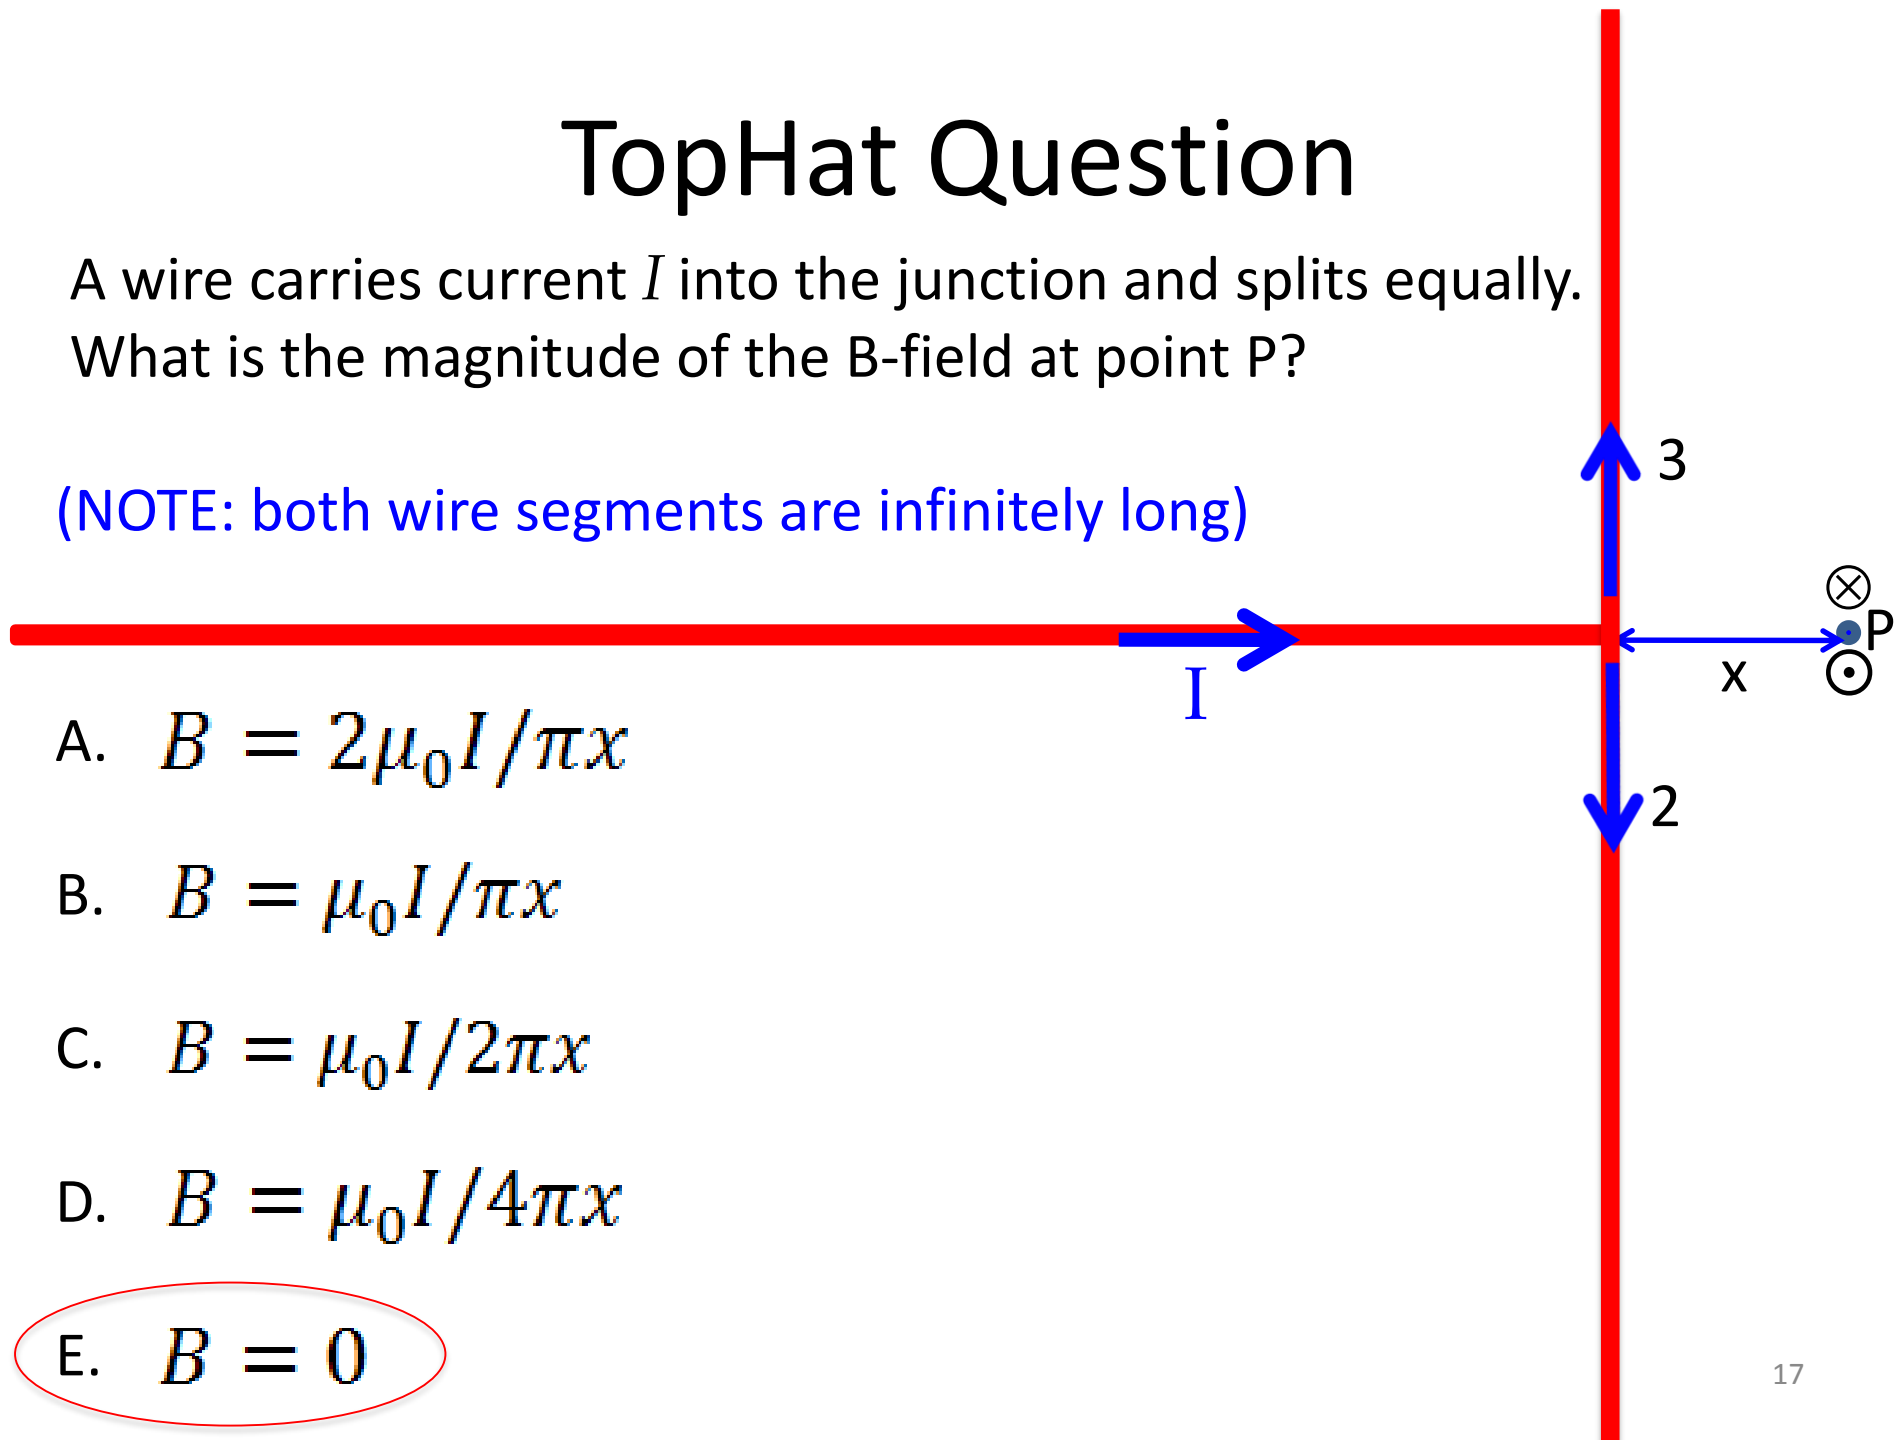 TopHat Question
A wire carries current I into the junction and splits equally.
What is the magnitude of the B-field at point P?
(NOTE: both wire segments are infinitely long)
3
P
I
x
2
A. B = 2μ₀I/πx
B. B = μ₀I/πx
C. B = μ₀I/2πx
D. B = μ₀I/4πx
E. B = 0
17